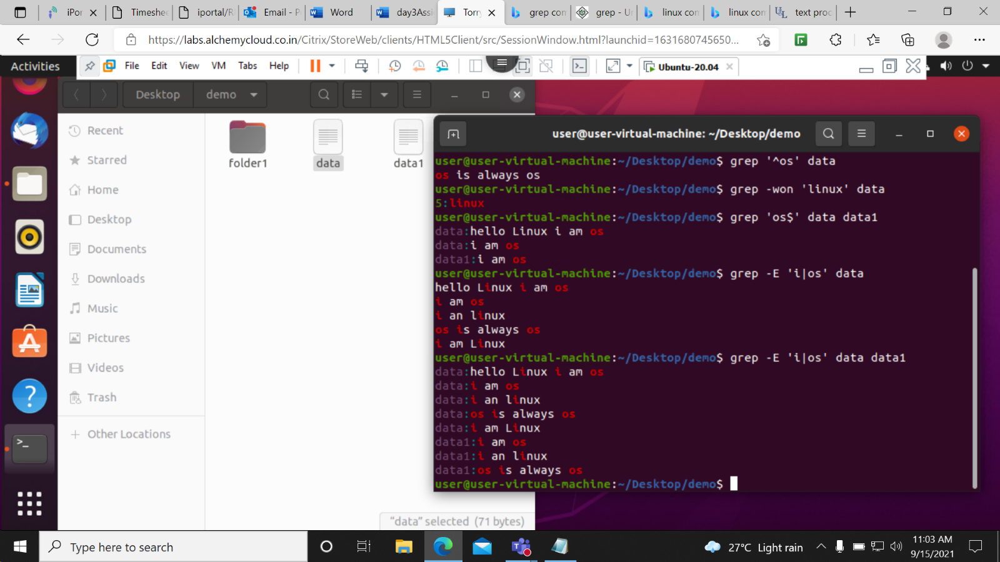 iPor
Timeshee
iportal/R
Email - P
Word
day3Assi
Torry
grep com
grep - Ur
linux con
linux con
text proc
https://labs.alchemycloud.co.in/Citrix/StoreWeb/clients/HTML5Client/src/SessionWindow.html?launchid=1631680745650...
Activities
File Edit View VM Tabs Help
Ubuntu-20.04
Desktop demo
Recent
Starred
Home
Desktop
Documents
Downloads
Music
Pictures
Videos
Trash
Other Locations
folder1
data
data1
"data" selected (71 bytes)
user@user-virtual-machine: ~/Desktop/demo
user@user-virtual-machine:~/Desktop/demo$ grep '^os' data
os is always os
user@user-virtual-machine:~/Desktop/demo$ grep -won 'linux' data
5:linux
user@user-virtual-machine:~/Desktop/demo$ grep 'os$' data data1
data:hello Linux i am os
data:i am os
data1:i am os
user@user-virtual-machine:~/Desktop/demo$ grep -E 'i|os' data
hello Linux i am os
i am os
i an linux
os is always os
i am Linux
user@user-virtual-machine:~/Desktop/demo$ grep -E 'i|os' data data1
data:hello Linux i am os
data:i am os
data:i an linux
data:os is always os
data:i am Linux
data1:i am os
data1:i an linux
data1:os is always os
user@user-virtual-machine:~/Desktop/demo$
Type here to search
27°C Light rain
11:03 AM
9/15/2021